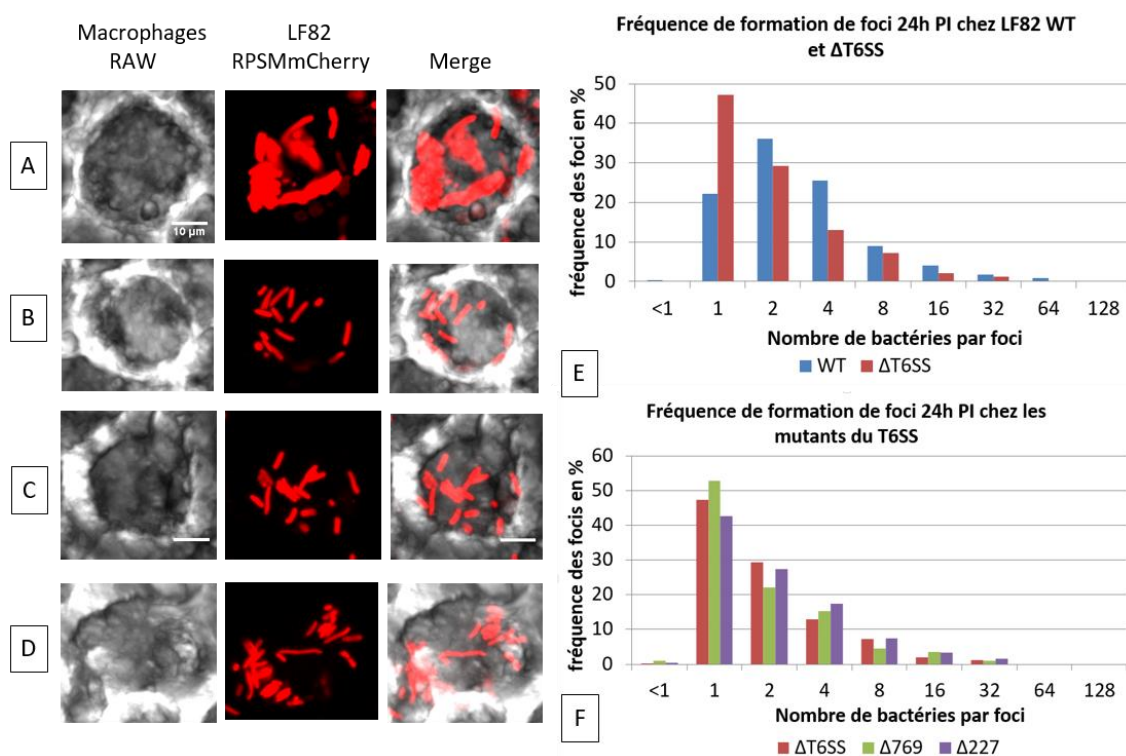 Macrophages
RAW
LF82
RPSMmCherry
Merge
A
10 µm
B
C
D
Fréquence de formation de foci 24h PI chez LF82 WT
et ΔT6SS
fréquence des foci en %
50
40
30
20
10
0
<1 1 2 4 8 16 32 64 128
Nombre de bactéries par foci
WT ΔT6SS
E
Fréquence de formation de foci 24h PI chez les
mutants du T6SS
fréquence des focis en %
60
50
40
30
20
10
0
<1 1 2 4 8 16 32 64 128
Nombre de bactéries par foci
ΔT6SS Δ769 Δ227
F